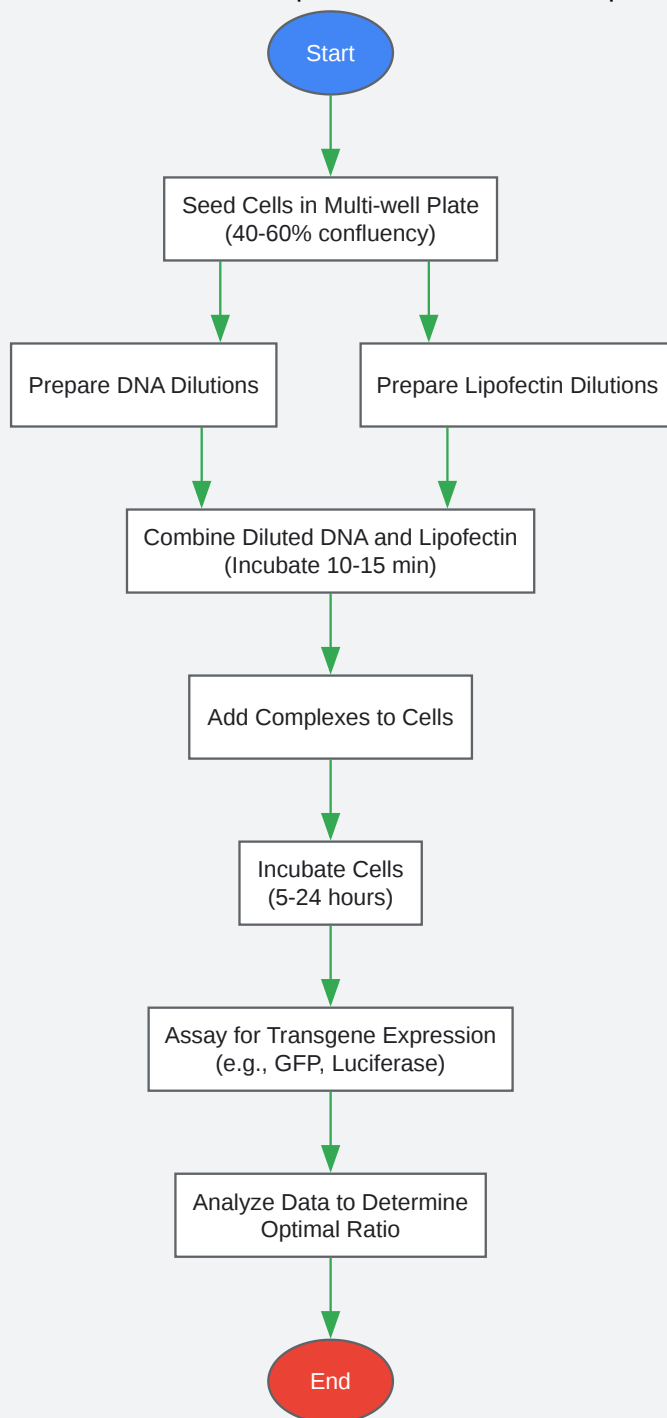 Start
Seed Cells in Multi-well Plate
(40-60% confluency)
Prepare DNA Dilutions
Prepare Lipofectin Dilutions
Combine Diluted DNA and Lipofectin
(Incubate 10-15 min)
Add Complexes to Cells
Incubate Cells
(5-24 hours)
Assay for Transgene Expression
(e.g., GFP, Luciferase)
Analyze Data to Determine
Optimal Ratio
End